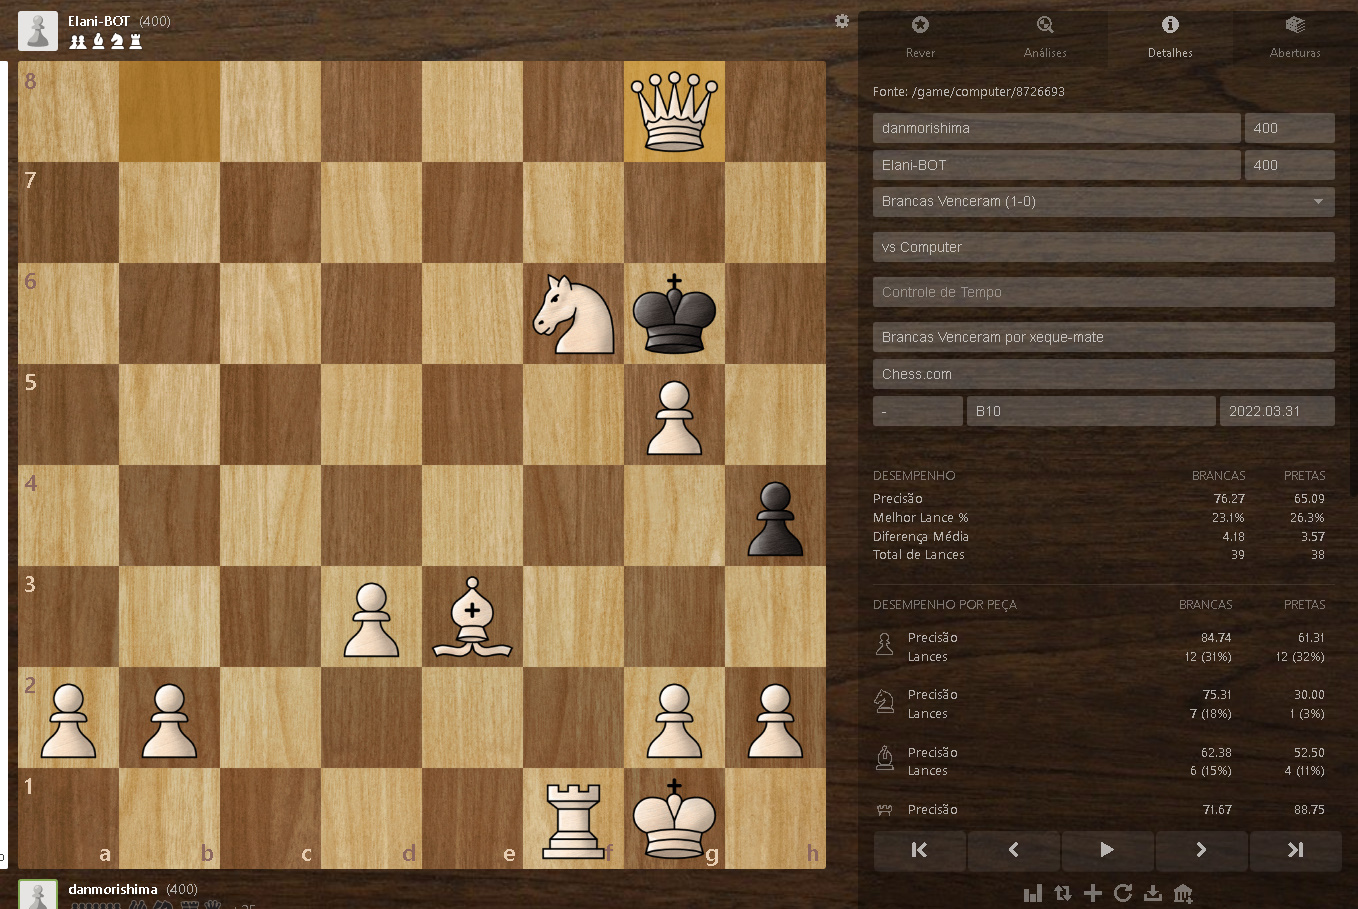 Elani-BOT (400)
Rever
Análises
Detalhes
Aberturas
Fonte: /game/computer/8726693
danmorishima 400
Elani-BOT 400
Brancas Venceram (1-0)
vs Computer
Controle de Tempo
Brancas Venceram por xeque-mate
Chess.com
- B10 2022.03.31
DESEMPENHO BRANCAS PRETAS
Precisão 76.27 65.09
Melhor Lance % 23.1% 26.3%
Diferença Média 4.18 3.57
Total de Lances 39 38
DESEMPENHO POR PEÇA BRANCAS PRETAS
Precisão 84.74 61.31
Lances 12 (31%) 12 (32%)
Precisão 75.31 30.00
Lances 7 (18%) 1 (3%)
Precisão 62.38 52.50
Lances 6 (15%) 4 (11%)
Precisão 71.67 88.75
8
7
6
5
4
3
2
1
a b c d e f g h
danmorishima (400)